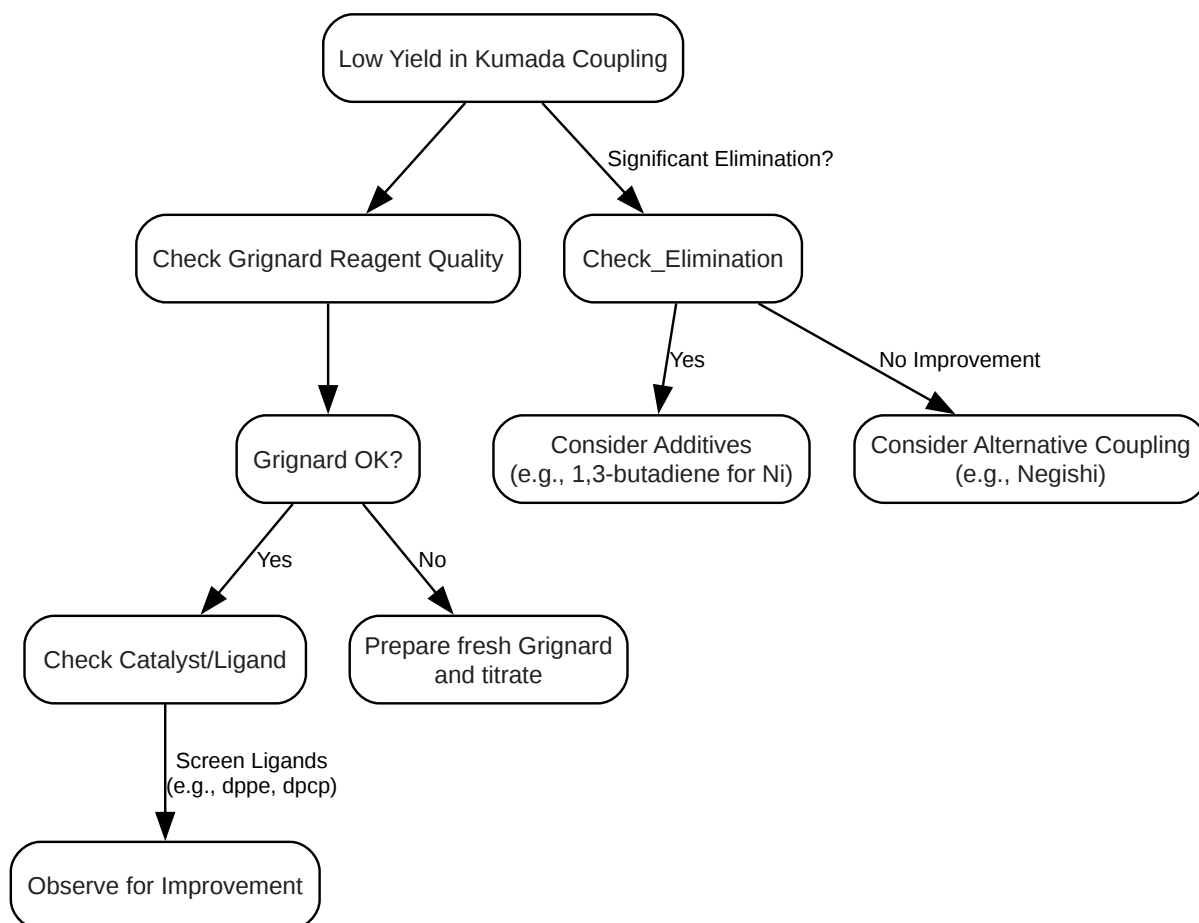 Low Yield in Kumada Coupling
Significant Elimination?
Check Grignard Reagent Quality
Check_Elimination
Yes
No Improvement
Grignard OK?
Consider Additives
(e.g., 1,3-butadiene for Ni)
Consider Alternative Coupling
(e.g., Negishi)
Yes
No
Check Catalyst/Ligand
Prepare fresh Grignard
and titrate
Screen Ligands
(e.g., dppe, dpcp)
Observe for Improvement